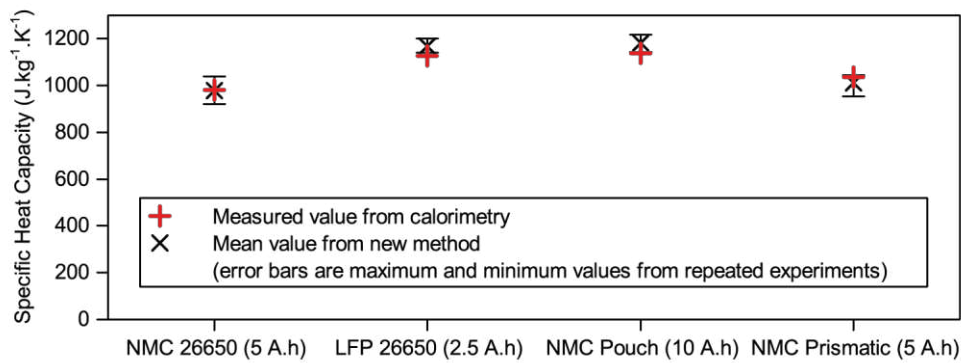 Specific Heat Capacity (J.kg⁻¹.K⁻¹)
1200
1000
800
600
400
200
0
Measured value from calorimetry
Mean value from new method
(error bars are maximum and minimum values from repeated experiments)
NMC 26650 (5 A.h) LFP 26650 (2.5 A.h) NMC Pouch (10 A.h) NMC Prismatic (5 A.h)